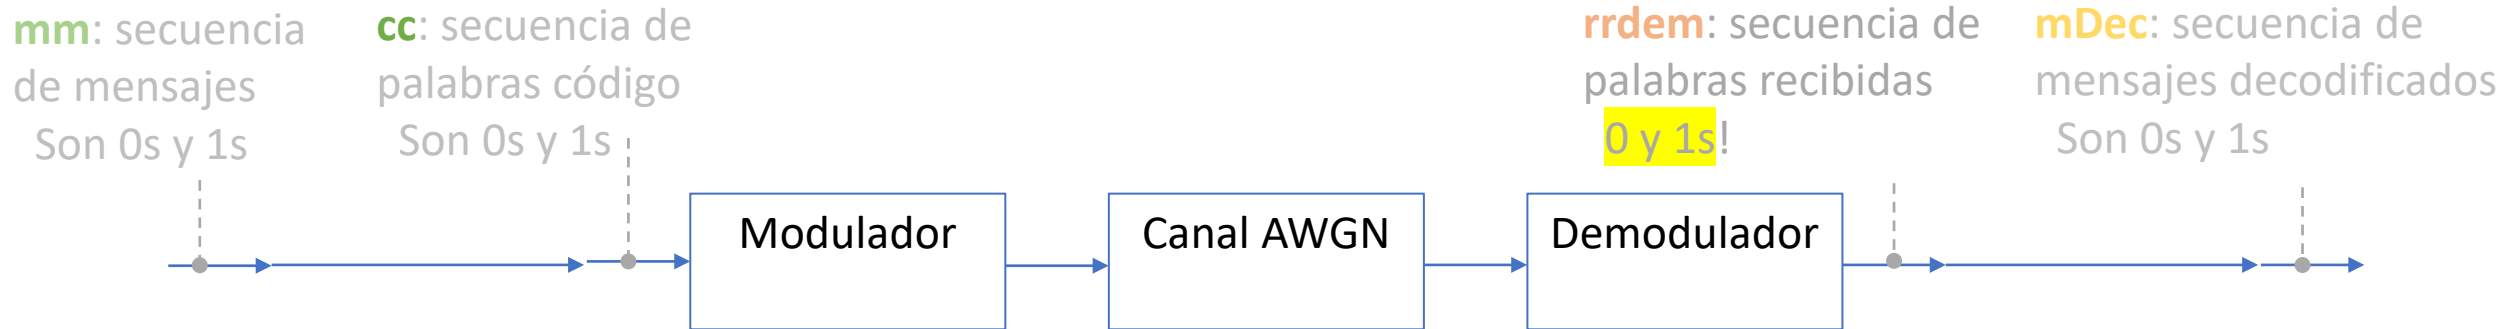 mm: secuencia
de mensajes
Son 0s y 1s
cc: secuencia de
palabras código
Son 0s y 1s
rrdem: secuencia de
palabras recibidas
0 y 1s!
mDec: secuencia de
mensajes decodificados
Son 0s y 1s
Modulador
Canal AWGN
Demodulador